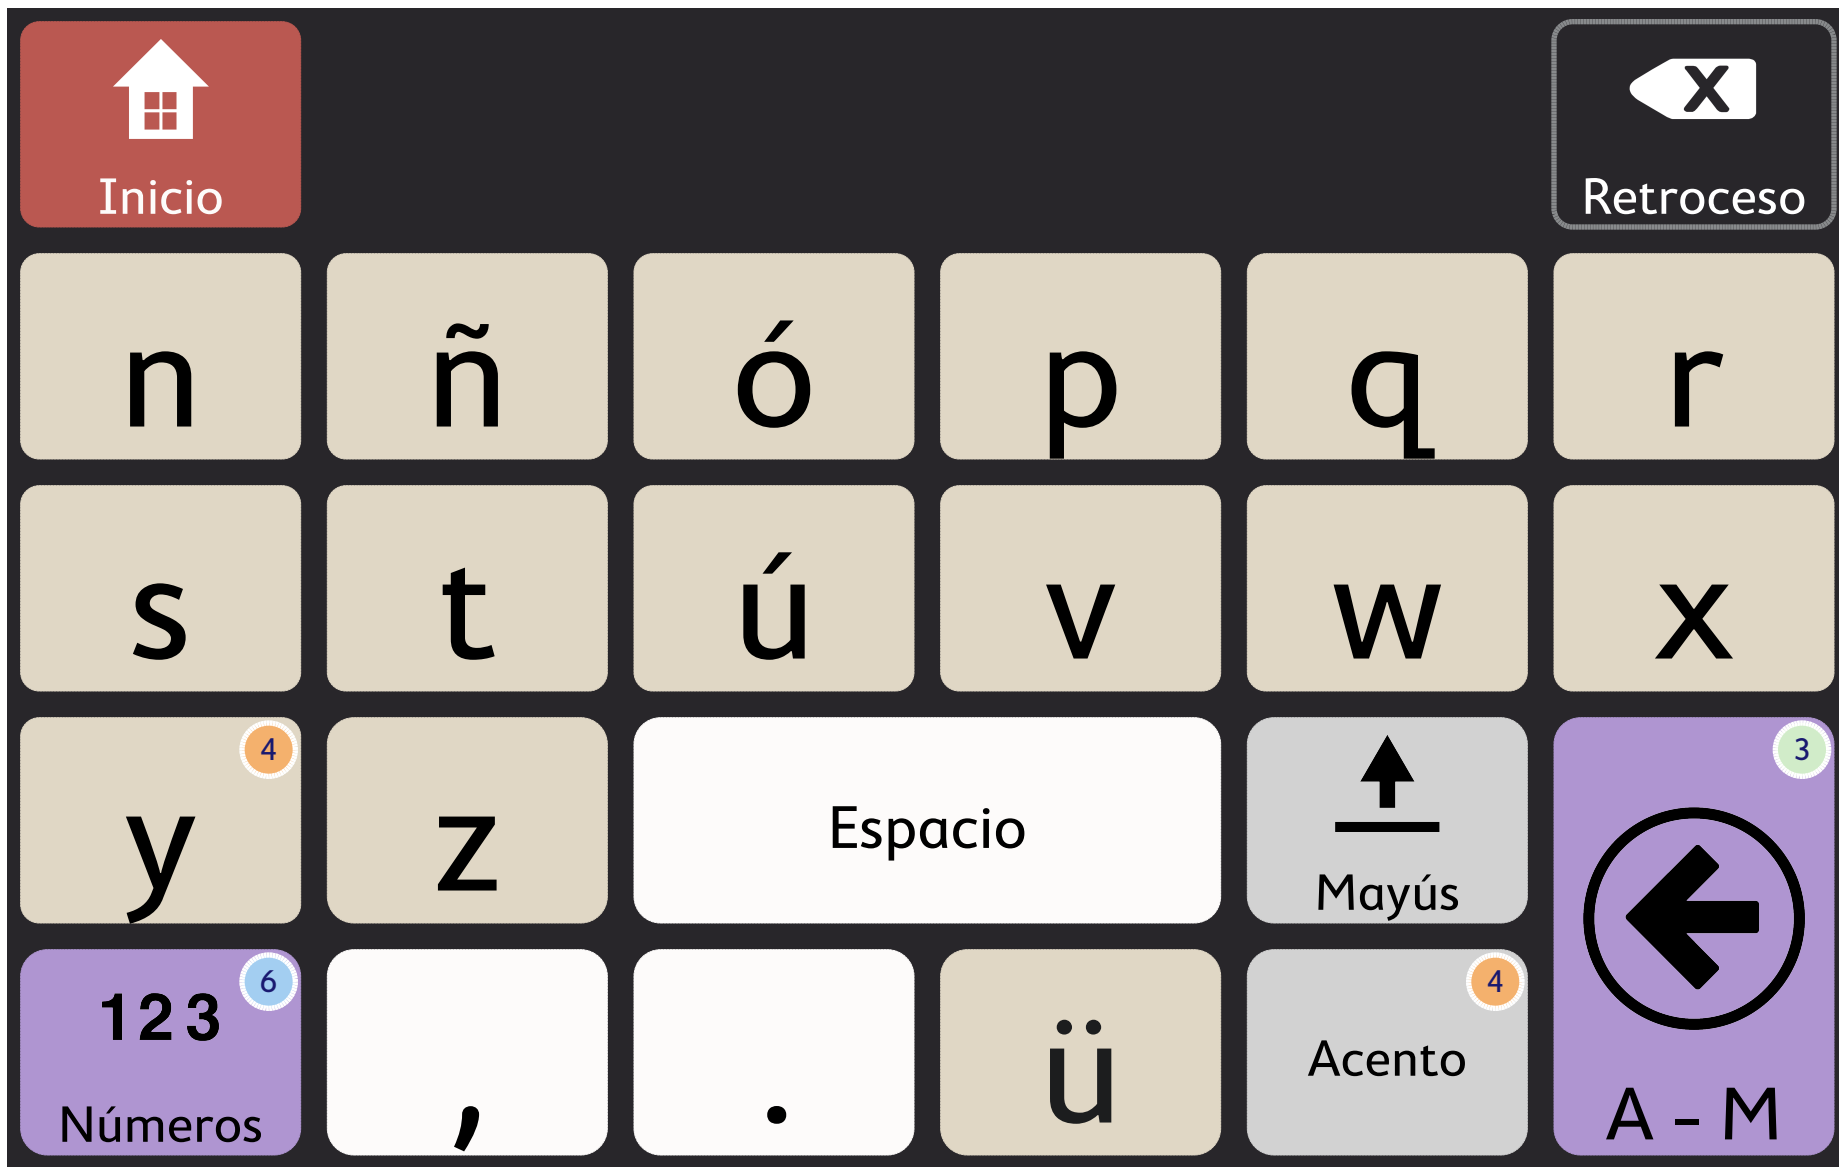 X
Inicio
Retroceso
n ñ ó p q r
s t ú v w x
4
3
y z Espacio
Mayús
6
4
123
Números , . ü Acento
A - M